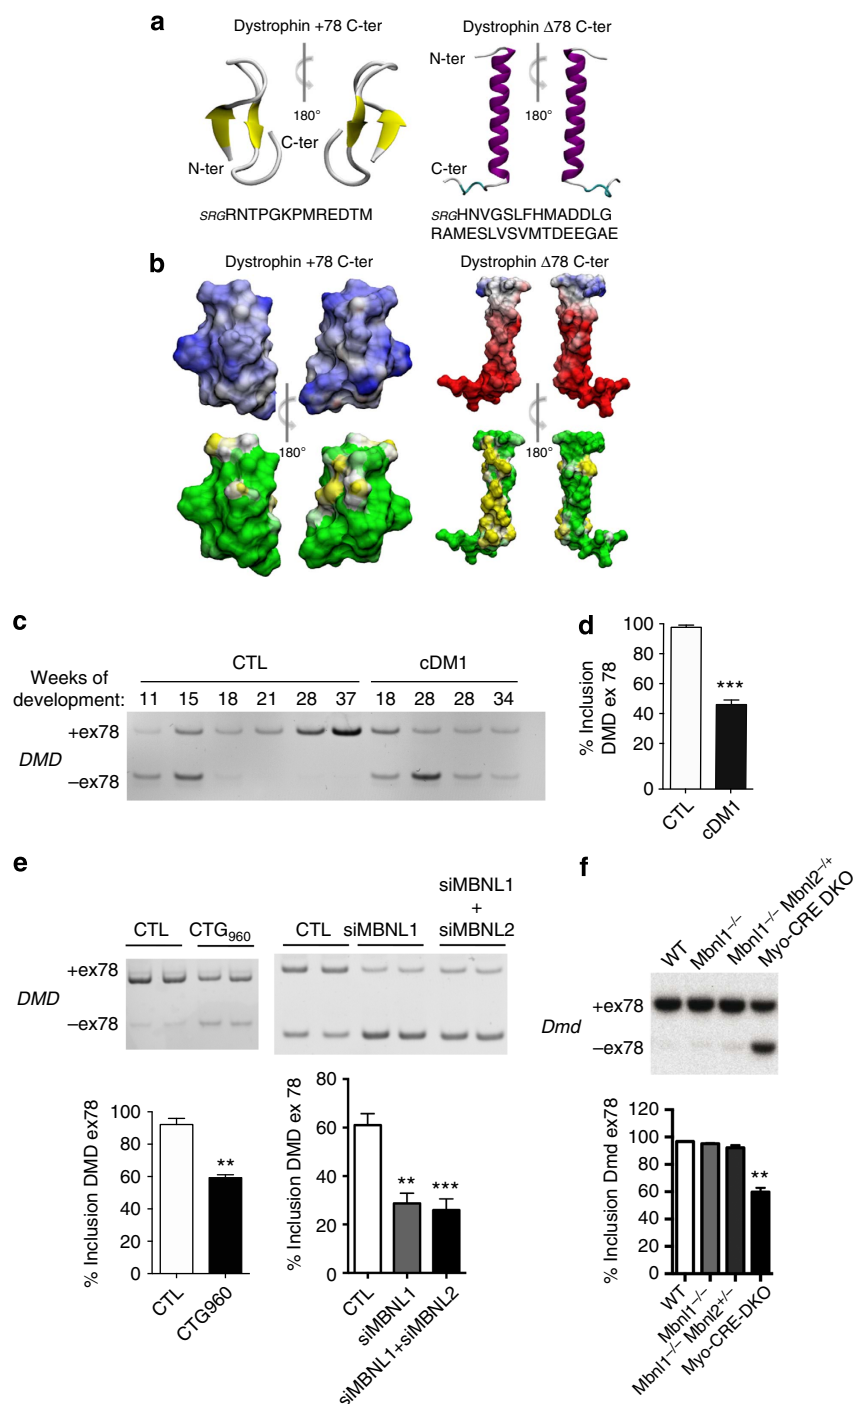 a
Dystrophin +78 C-ter
Dystrophin Δ78 C-ter
N-ter
180°
180°
C-ter
N-ter
C-ter
SRGRNTPGKPMREDTM
SRGHNVGSLFHMADDLG
RAMESLVSVMTDEEGAE
b
Dystrophin +78 C-ter
Dystrophin Δ78 C-ter
180°
180°
c
CTL
cDM1
Weeks of
development:
11 15 18 21 28 37 18 28 28 34
+ex78
DMD
–ex78
d
% Inclusion
DMD ex 78
100
80
60
40
20
0
***
CTL
cDM1
e
CTL
CTG960
+ex78
DMD
–ex78
CTL
siMBNL1
siMBNL1
+
siMBNL2
% Inclusion DMD ex78
100
80
60
40
20
0
**
CTL
CTG960
% Inclusion DMD ex 78
80
60
40
20
0
**
***
CTL
siMBNL1
siMBNL1+siMBNL2
f
WT
Mbnl1–/–
Mbnl1–/– Mbnl2–/+
Myo-CRE DKO
+ex78
Dmd
–ex78
% Inclusion Dmd ex78
120
100
80
60
40
20
0
**
WT
Mbnl1–/–
Mbnl1–/– Mbnl2+/–
Myo-CRE-DKO